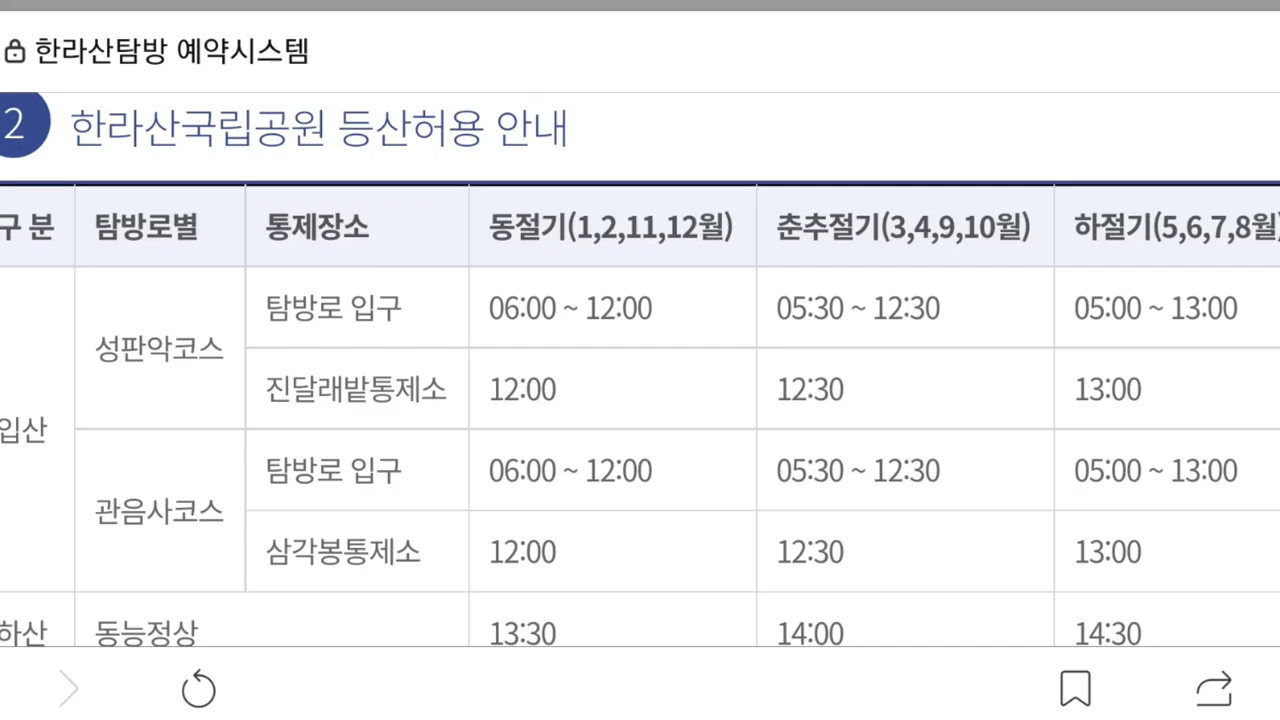 한라산탐방 예약시스템
2 한라산국립공원 등산허용 안내
구 분 탐방로별 통제장소 동절기(1,2,11,12월) 춘추절기(3,4,9,10월) 하절기(5,6,7,8월)
입산 성판악코스 탐방로 입구 06:00 ~ 12:00 05:30 ~ 12:30 05:00 ~ 13:00
진달래밭통제소 12:00 12:30 13:00
관음사코스 탐방로 입구 06:00 ~ 12:00 05:30 ~ 12:30 05:00 ~ 13:00
삼각봉통제소 12:00 12:30 13:00
하산 동능정상 13:30 14:00 14:30